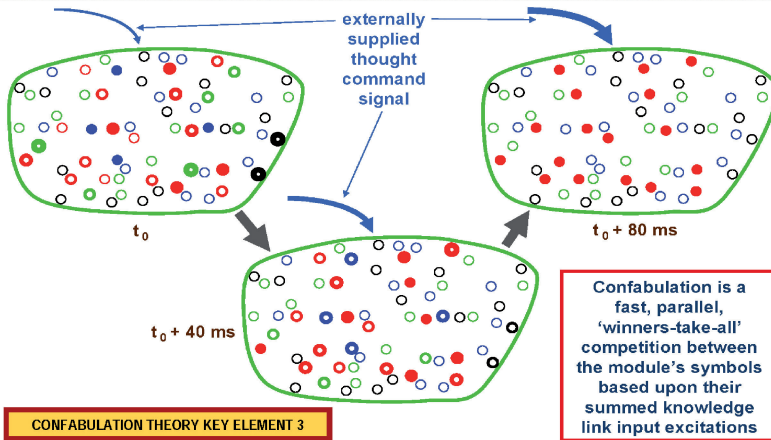 externally
supplied
thought
command
signal
t0
t0 + 80 ms
t0 + 40 ms
Confabulation is a
fast, parallel,
‘winners-take-all’
competition between
the module’s symbols
based upon their
summed knowledge
link input excitations
CONFABULATION THEORY KEY ELEMENT 3